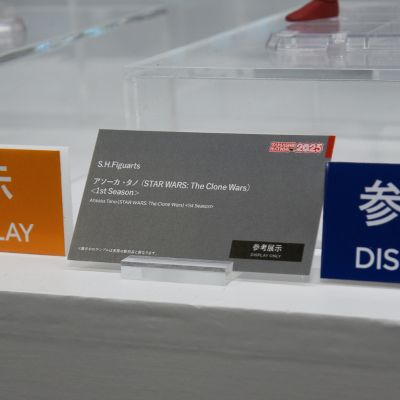 示
LAY
S.H.Figuarts
TAMASHII NATION 2025
アソーカ・タノ (STAR WARS: The Clone Wars)
<1st Season>
Ahsoka Tano (STAR WARS: The Clone Wars) <1st Season>
参考展示
DISPLAY ONLY
参
DIS